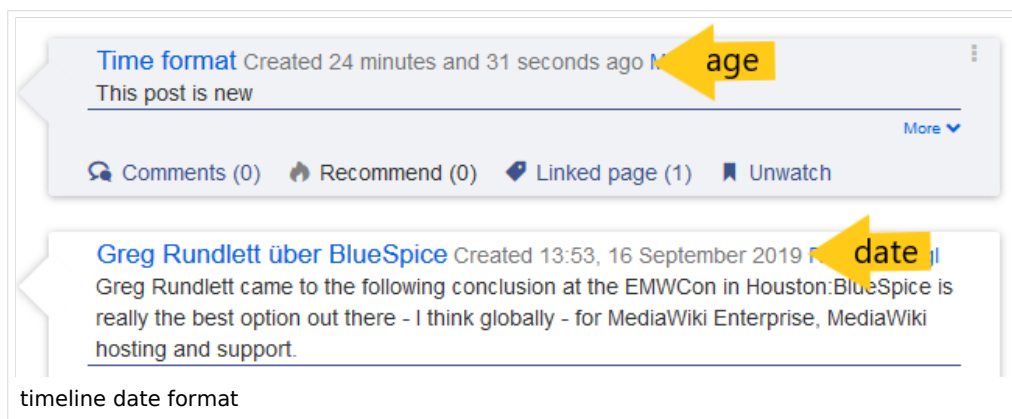 Time format Created 24 minutes and 31 seconds ago age
This post is new
More
Comments (0) Recommend (0) Linked page (1) Unwatch
Greg Rundlett über BlueSpice Created 13:53, 16 September 2019 date
Greg Rundlett came to the following conclusion at the EMWCon in Houston:BlueSpice is
really the best option out there - I think globally - for MediaWiki Enterprise, MediaWiki
hosting and support.
timeline date format